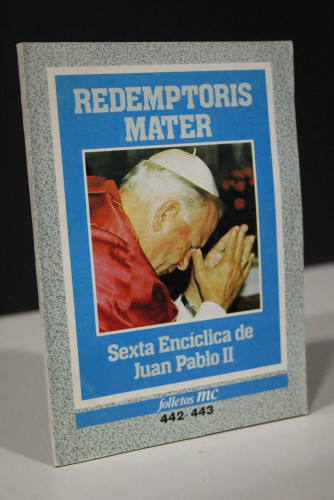 REDEMPTORIS
MATER
Sexta Encíclica de
Juan Pablo II
folletos mc
442-443